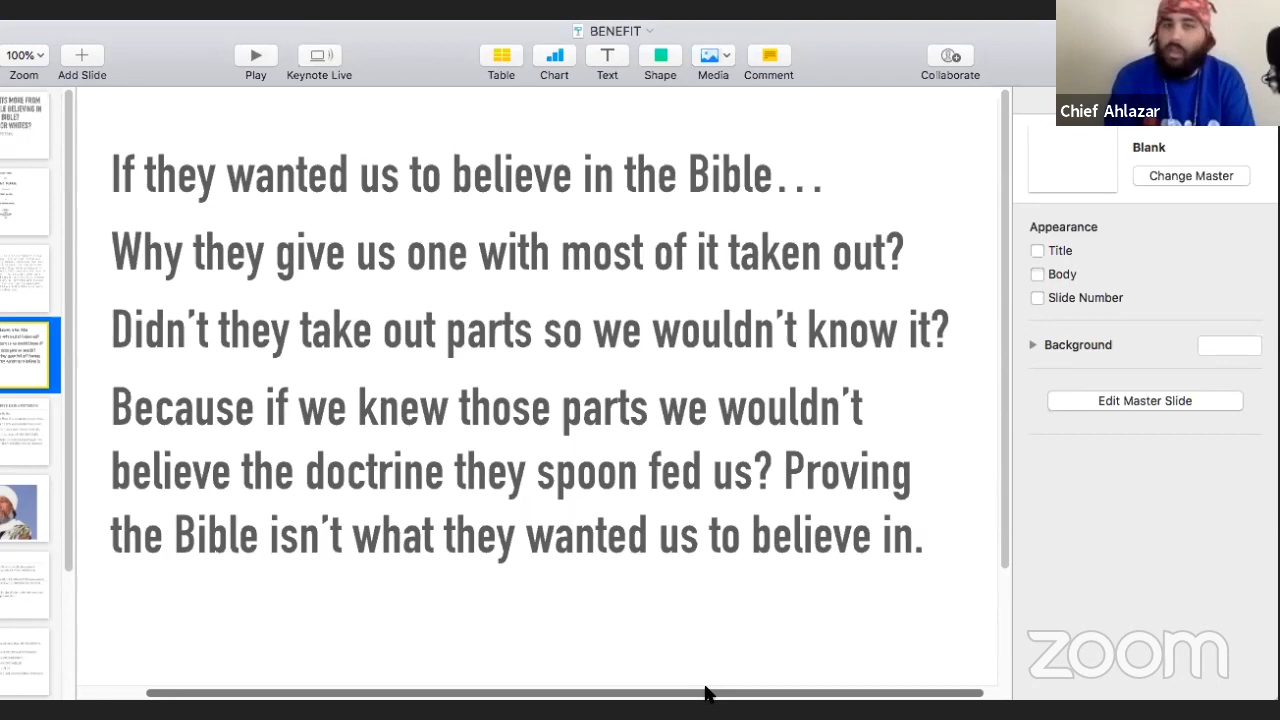 BENEFIT
100%
Zoom
Add Slide
Play
Keynote Live
Table
Chart
Text
Shape
Media
Comment
Collaborate
Chief Ahlazar
If they wanted us to believe in the Bible...
Why they give us one with most of it taken out?
Didn't they take out parts so we wouldn't know it?
Because if we knew those parts we wouldn't
believe the doctrine they spoon fed us? Proving
the Bible isn't what they wanted us to believe in.
Blank
Change Master
Appearance
Title
Body
Slide Number
Background
Edit Master Slide
zoom